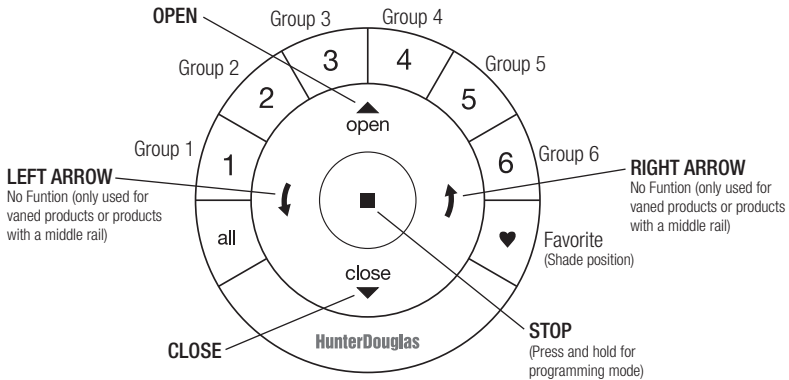 OPEN
Group 3
Group 4
Group 2
Group 5
3
4
2
5
open
Group 1
1
6
Group 6
LEFT ARROW
No Funtion (only used for
vaned products or products
with a middle rail)
RIGHT ARROW
No Funtion (only used for
vaned products or products
with a middle rail)
all
♥
Favorite
(Shade position)
close
CLOSE
HunterDouglas
STOP
(Press and hold for
programming mode)